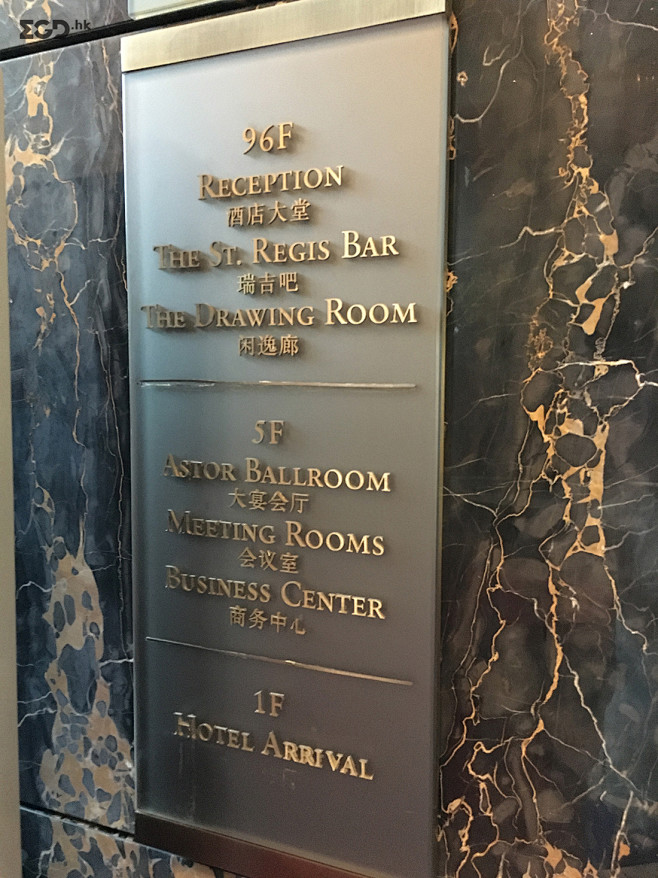 ΣGD.hk
96F
RECEPTION
酒店大堂
THE ST. REGIS BAR
瑞吉吧
THE DRAWING ROOM
闲逸廊
5F
ASTOR BALLROOM
大宴会厅
MEETING ROOMS
会议室
BUSINESS CENTER
商务中心
1F
HOTEL ARRIVAL